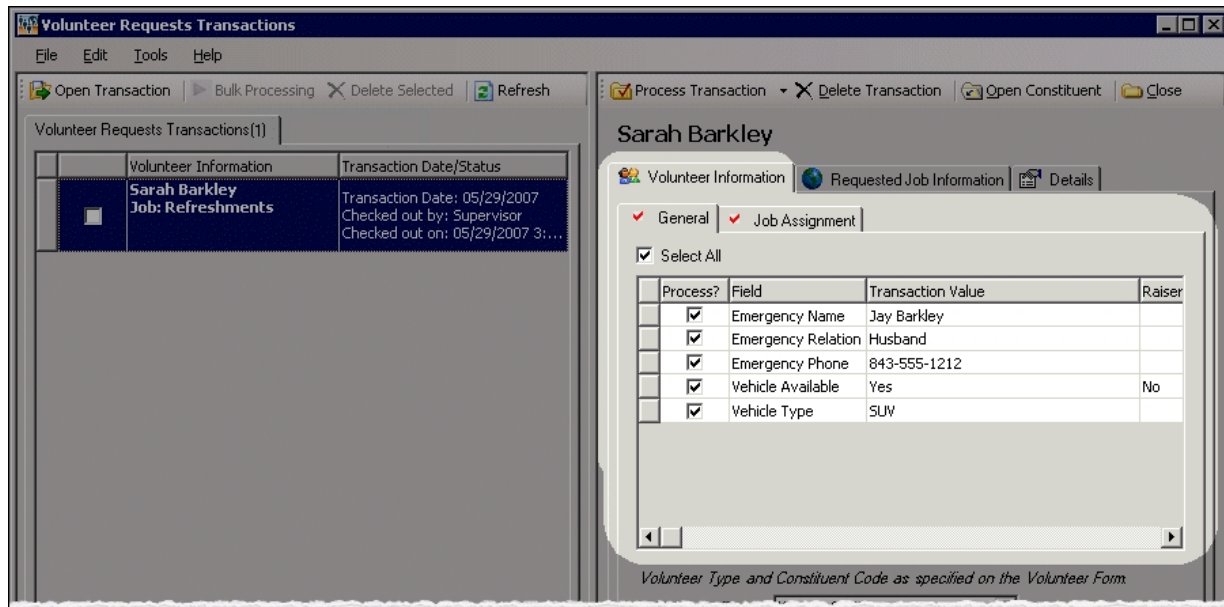 Volunteer Requests Transactions
File Edit Tools Help
Open Transaction Bulk Processing Delete Selected Refresh
Process Transaction Delete Transaction Open Constituent Close
Volunteer Requests Transactions(1)
Volunteer Information Transaction Date/Status
Sarah Barkley
Job: Refreshments
Transaction Date: 05/29/2007
Checked out by: Supervisor
Checked out on: 05/29/2007 3:...
Sarah Barkley
Volunteer Information Requested Job Information Details
General Job Assignment
Select All
Process? Field Transaction Value Raiser
Emergency Name Jay Barkley
Emergency Relation Husband
Emergency Phone 843-555-1212
Vehicle Available Yes No
Vehicle Type SUV
Volunteer Type and Constituent Code as specified on the Volunteer Form